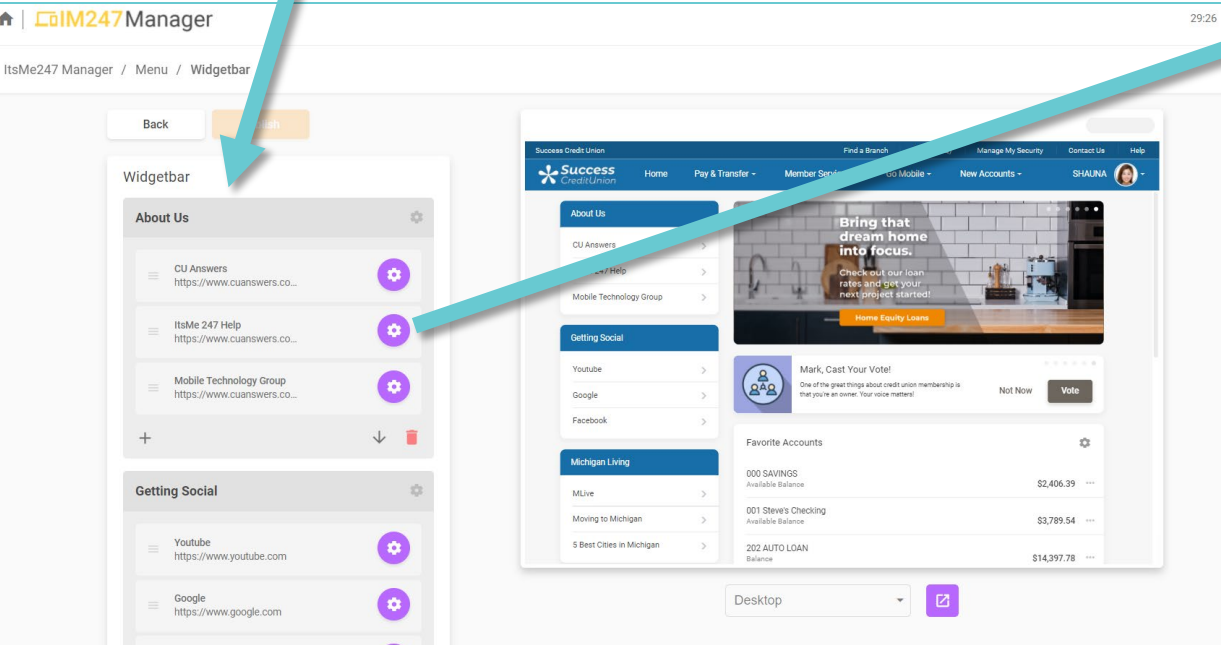 IM247 Manager
29:26
ItsMe247 Manager / Menu / Widgetbar
Back
Widgetbar
About Us
CU Answers
https://www.cuanswers.co...
ItsMe 247 Help
https://www.cuanswers.co...
Mobile Technology Group
https://www.cuanswers.co...
Getting Social
Youtube
https://www.youtube.com
Google
https://www.google.com
Success Credit Union
Find a Branch
Manage My Security
Contact Us
Help
Success
CreditUnion
Home
Pay & Transfer
Member
Mobile
New Accounts
SHAUNA
About Us
CU Answers
Help
Mobile Technology Group
Getting Social
Youtube
Google
Facebook
Michigan Living
MLive
Moving to Michigan
5 Best Cities in Michigan
Bring that
dream home
into focus.
Check out our loan
rates and get your
next project started!
Home Equity Loans
Mark, Cast Your Vote!
One of the great things about credit union membership is
that you're an owner. Your voice matters!
Not Now
Vote
Favorite Accounts
000 SAVINGS
Available Balance
$2,406.39
001 Steve's Checking
Available Balance
$3,789.54
202 AUTO LOAN
Balance
$14,397.78
Desktop